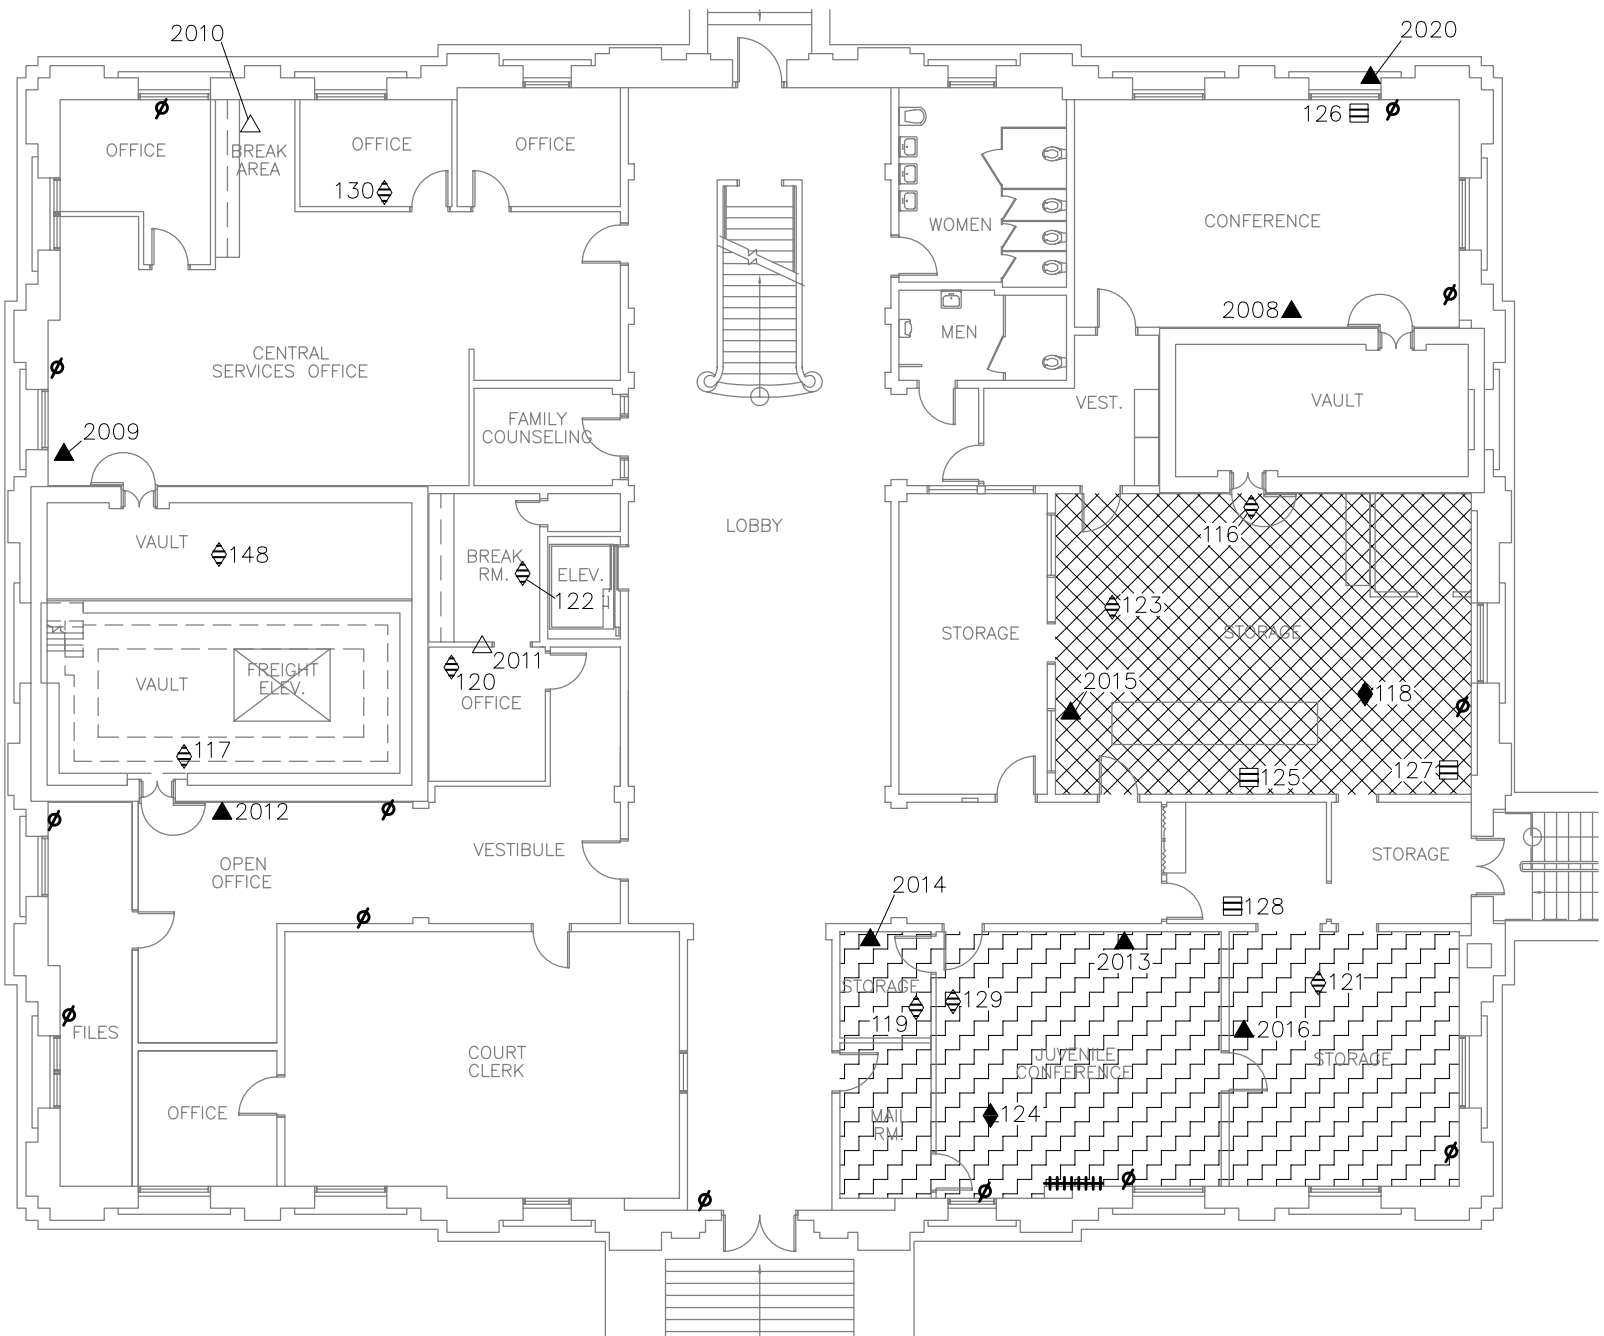 2010
2020
126
OFFICE
BREAK
AREA
OFFICE
OFFICE
130
WOMEN
CONFERENCE
2008
MEN
CENTRAL
SERVICES OFFICE
VEST.
VAULT
FAMILY
COUNSELING
2009
LOBBY
116
VAULT
148
BREAK
RM.
ELEV.
122
123
STORAGE
STORAGE
2011
120
OFFICE
VAULT
FREIGHT
ELEV.
2015
118
117
125
127
2012
VESTIBULE
OPEN
OFFICE
STORAGE
2014
128
2013
STORAGE
119
129
121
2016
FILES
COURT
CLERK
JUVENILE
CONFERENCE
STORAGE
OFFICE
124
MAIL
RM.